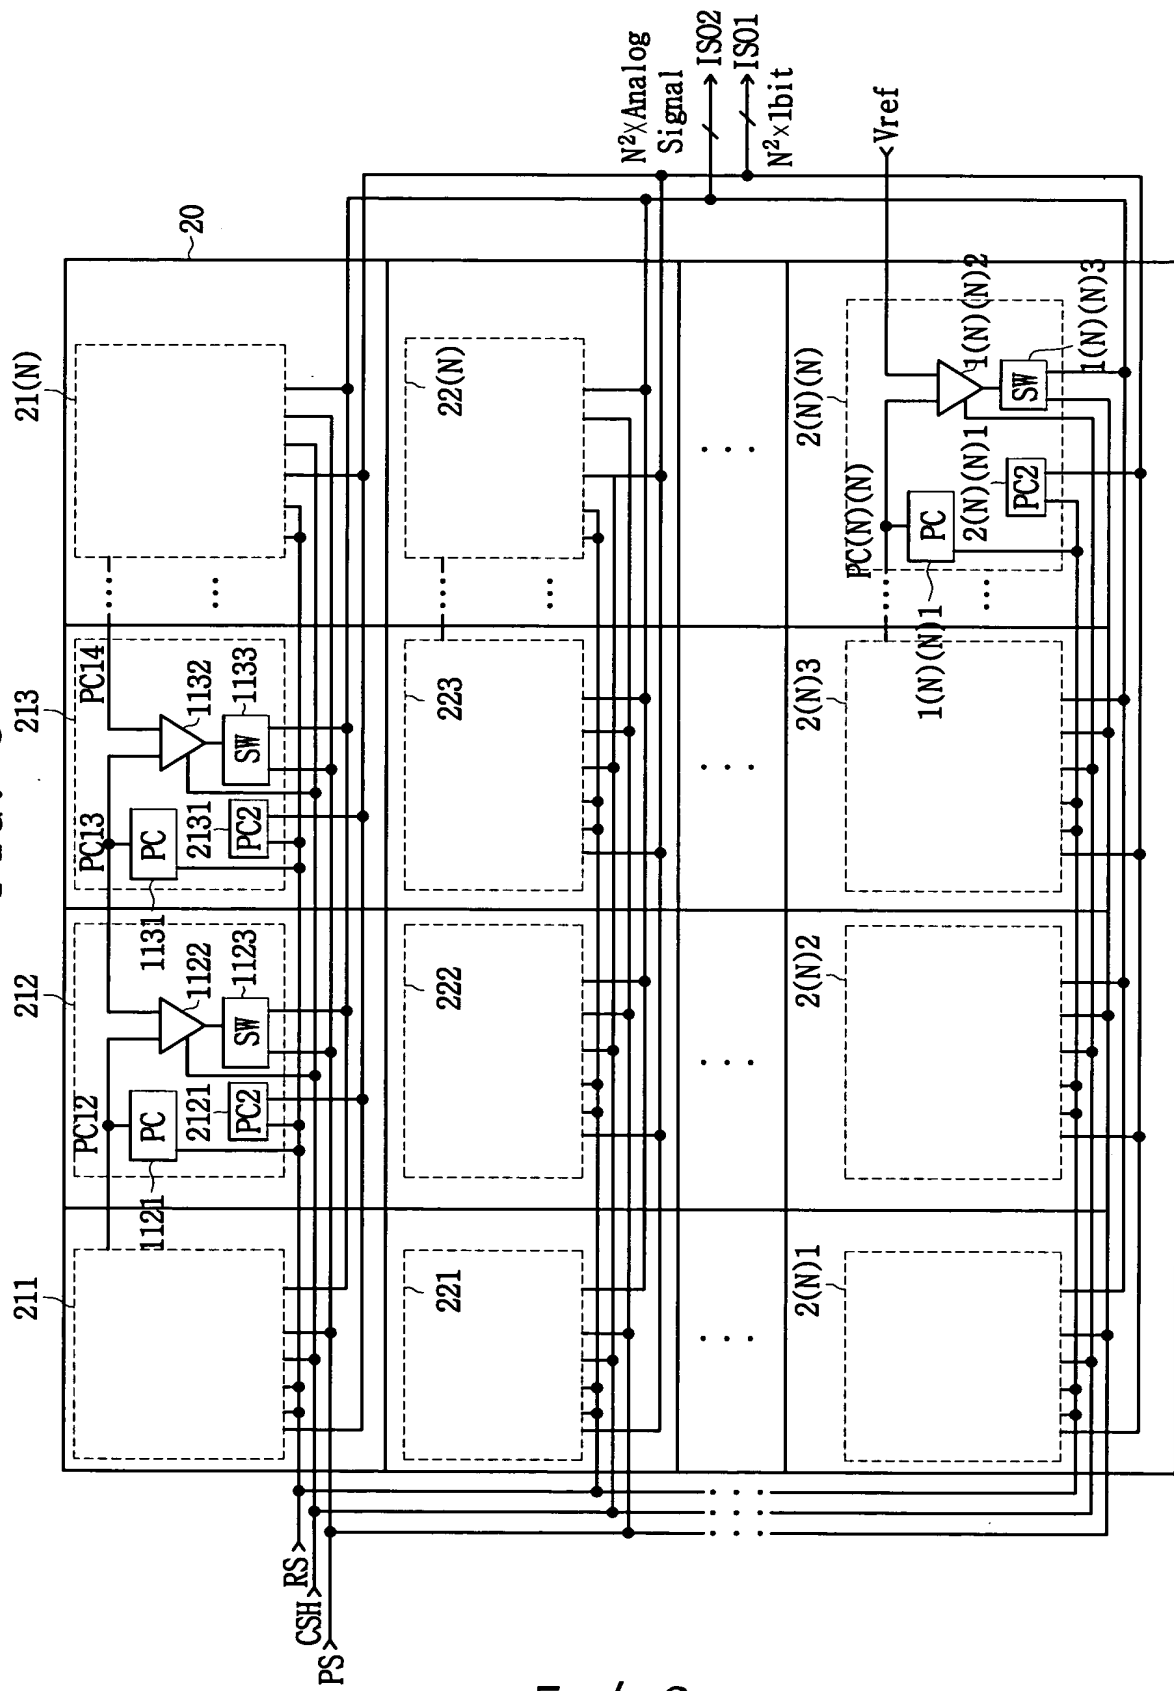 20
211
212
213
21(N)
PC12
PC13
PC14
PC
1121
1122
SW
1123
2121
PC2
PC
1131
1132
SW
1133
2131
PC2
221
222
223
22(N)
2(N)1
2(N)2
2(N)3
2(N)(N)
PC(N)(N)
PC
1(N)(N)1
1(N)(N)2
SW
1(N)(N)3
2(N)(N)1
PC2
RS
CSH
PS
N²×Analog
Signal
ISO2
ISO1
N²×1bit
Vref